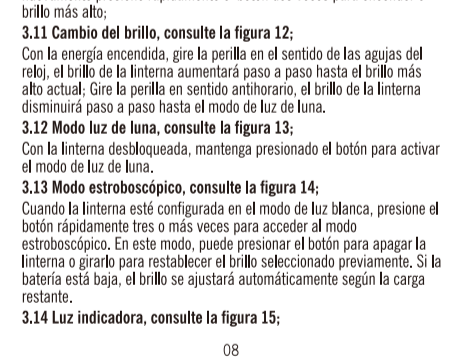 brillo más alto;
3.11 Cambio del brillo, consulte la figura 12;
Con la energía encendida, gire la perilla en el sentido de las agujas del
reloj, el brillo de la linterna aumentará paso a paso hasta el brillo más
alto actual; Gire la perilla en sentido antihorario, el brillo de la linterna
disminuirá paso a paso hasta el modo de luz de luna.
3.12 Modo luz de luna, consulte la figura 13;
Con la linterna desbloqueada, mantenga presionado el botón para activar
el modo de luz de luna.
3.13 Modo estroboscópico, consulte la figura 14;
Cuando la linterna esté configurada en el modo de luz blanca, presione el
botón rápidamente tres o más veces para acceder al modo
estroboscópico. En este modo, puede presionar el botón para apagar la
linterna o girarlo para restablecer el brillo seleccionado previamente. Si la
batería está baja, el brillo se ajustará automáticamente según la carga
restante.
3.14 Luz indicadora, consulte la figura 15;
08